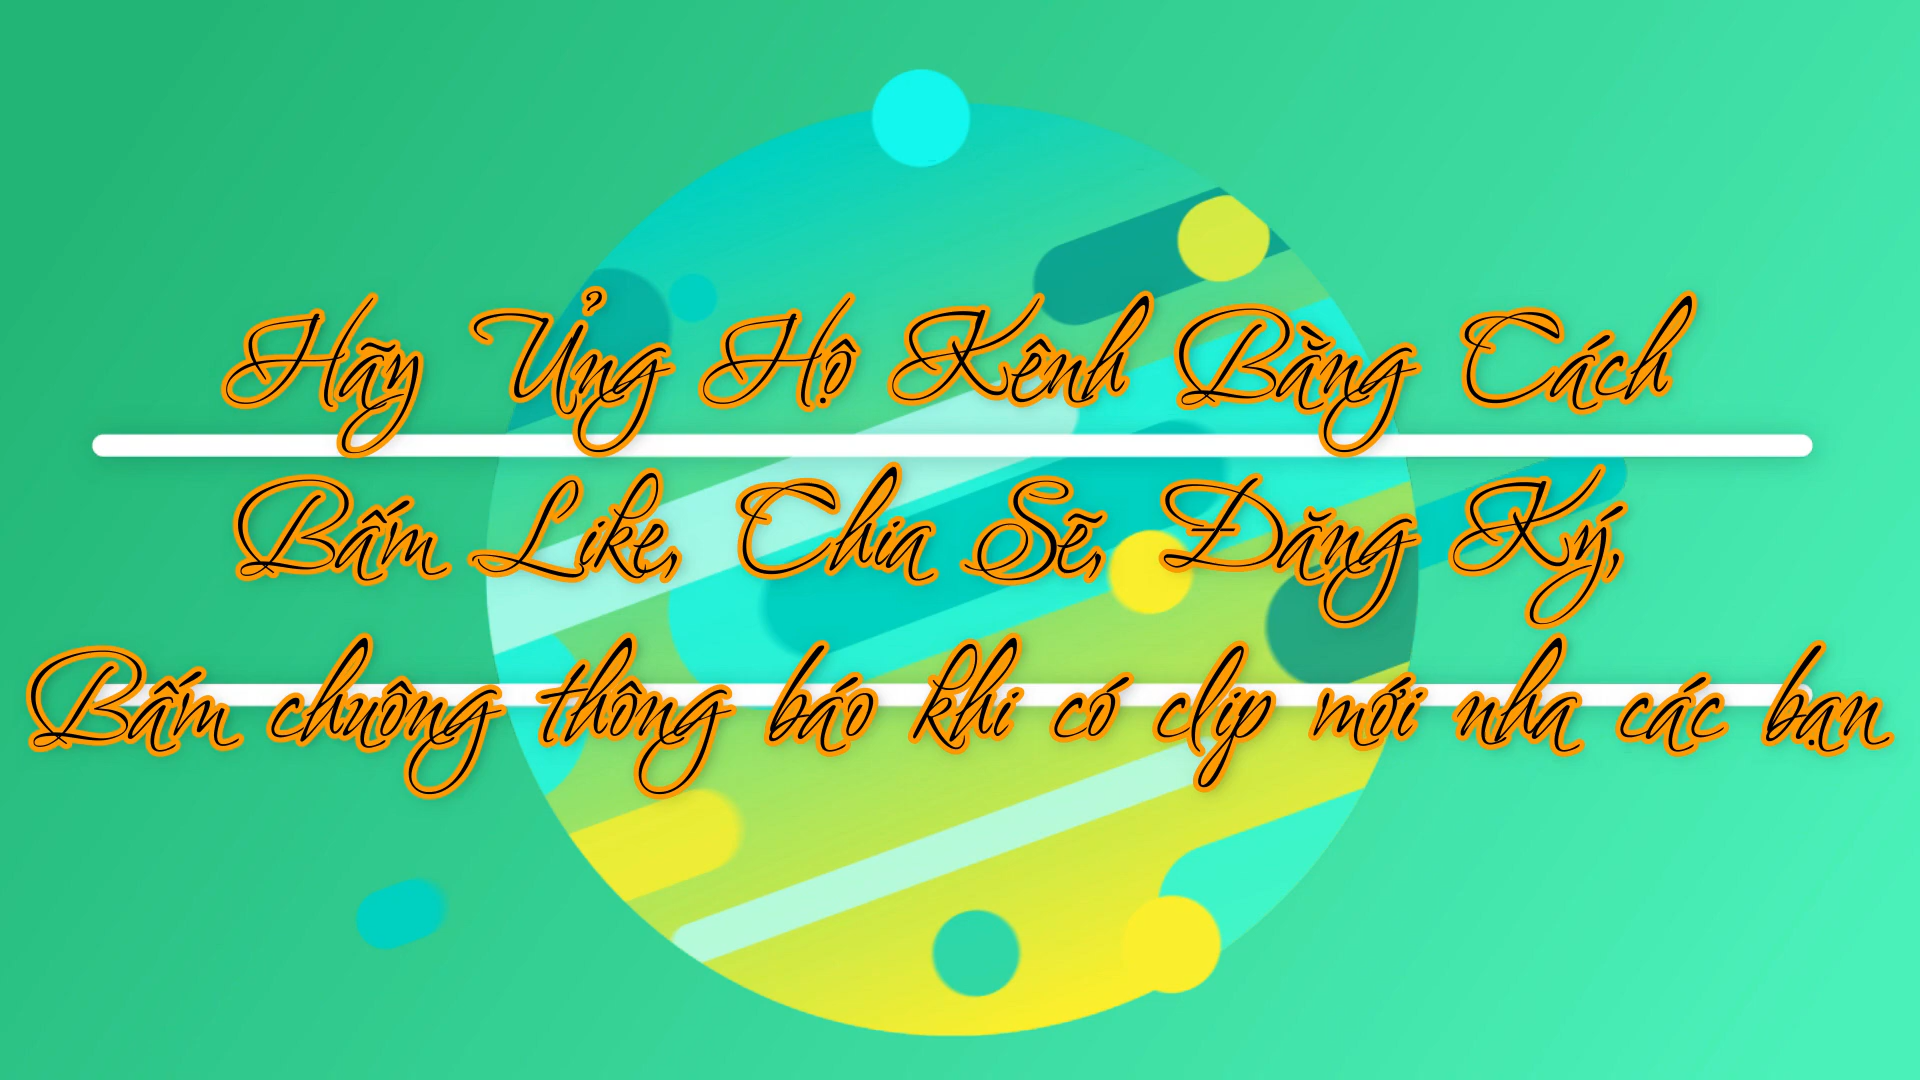 Hãy Ủng Hộ Kênh Bằng Cách
Bấm Like, Chia Sẽ, Đăng Ký,
Bấm chuông thông báo khi có clip mới nha các bạn